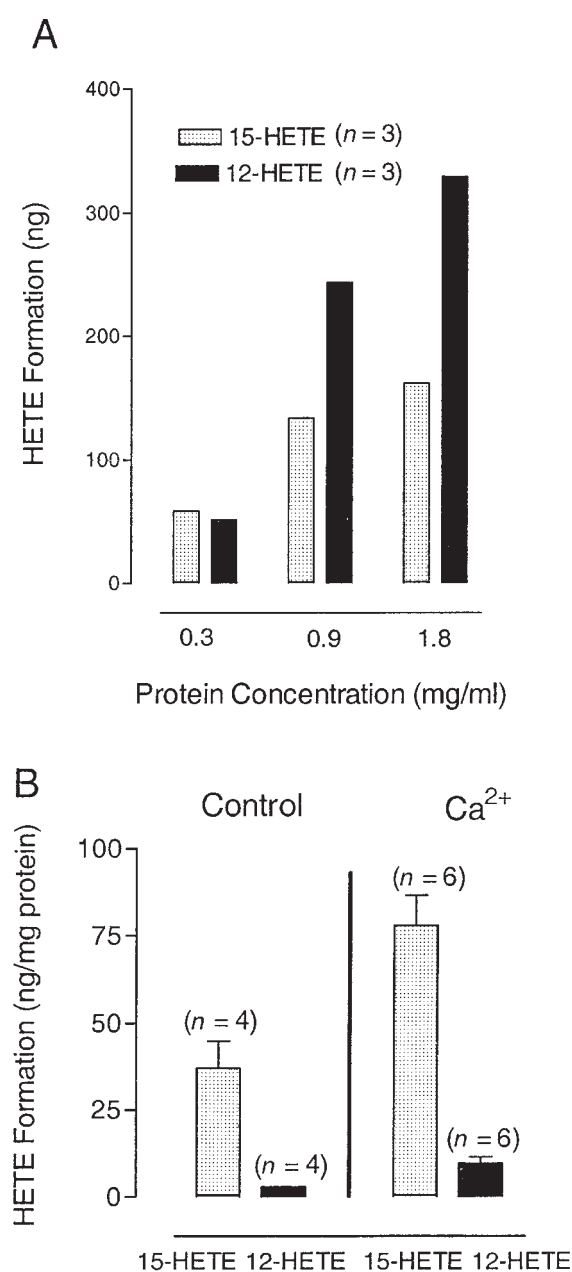 A
400
300
200
100
0
HETE Formation (ng)
15-HETE (n = 3)
12-HETE (n = 3)
0.3 0.9 1.8
Protein Concentration (mg/ml)
B
Control Ca2+
100
75
50
25
0
HETE Formation (ng/mg protein)
(n = 4)
(n = 4)
(n = 6)
(n = 6)
15-HETE 12-HETE 15-HETE 12-HETE